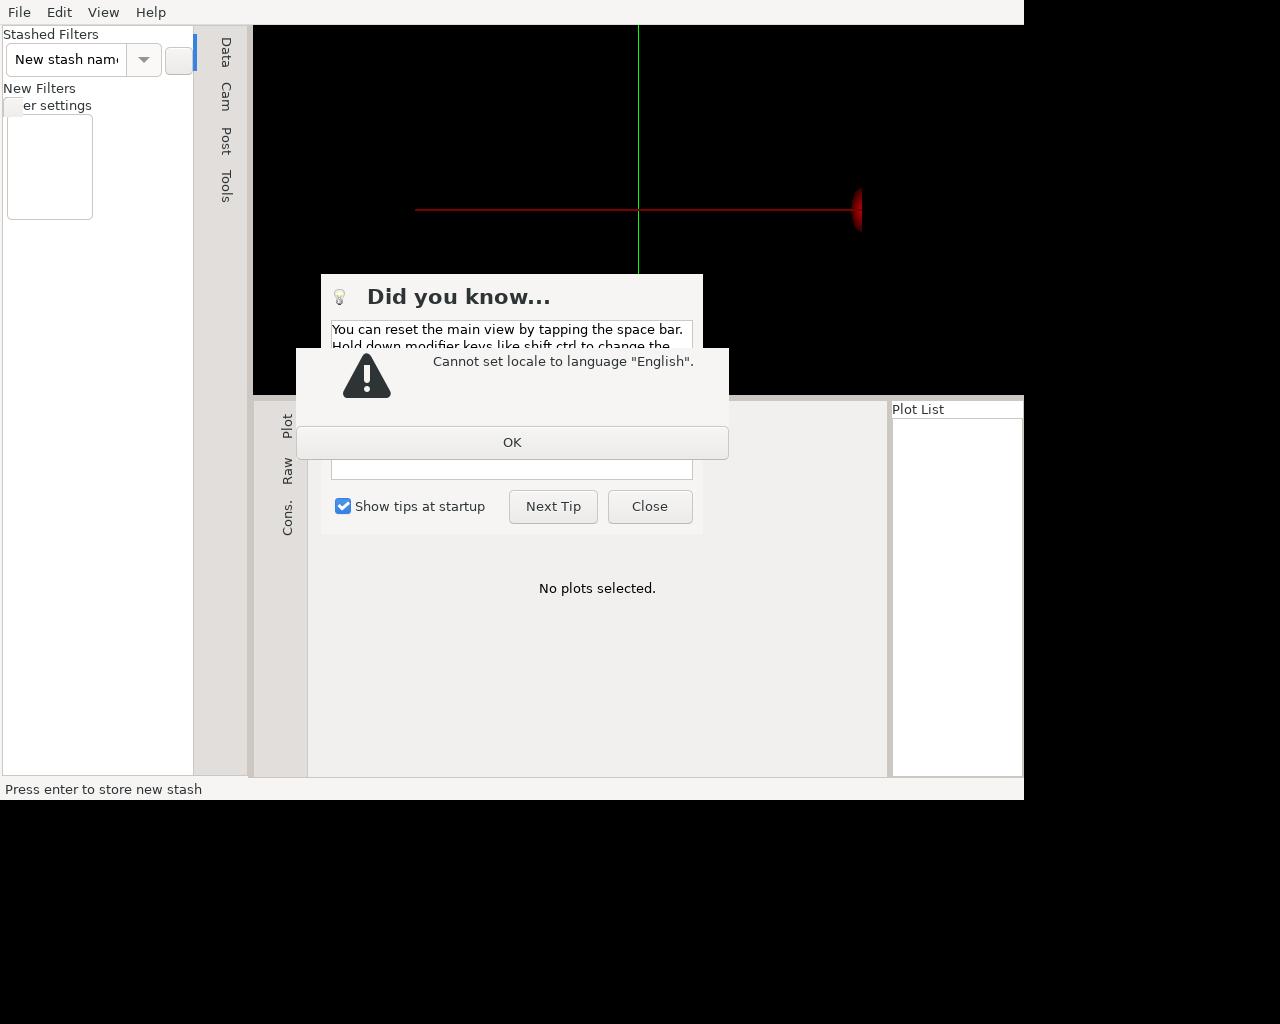 File Edit View Help
Stashed Filters
New stash nam
New Filters
er settings
Data
Cam
Post
Tools
Did you know...
You can reset the main view by tapping the space bar.
Hold down modifier keys like shift ctrl to change the
Cannot set locale to language "English".
OK
Show tips at startup
Next Tip
Close
Plot
Raw
Cons.
No plots selected.
Plot List
Press enter to store new stash